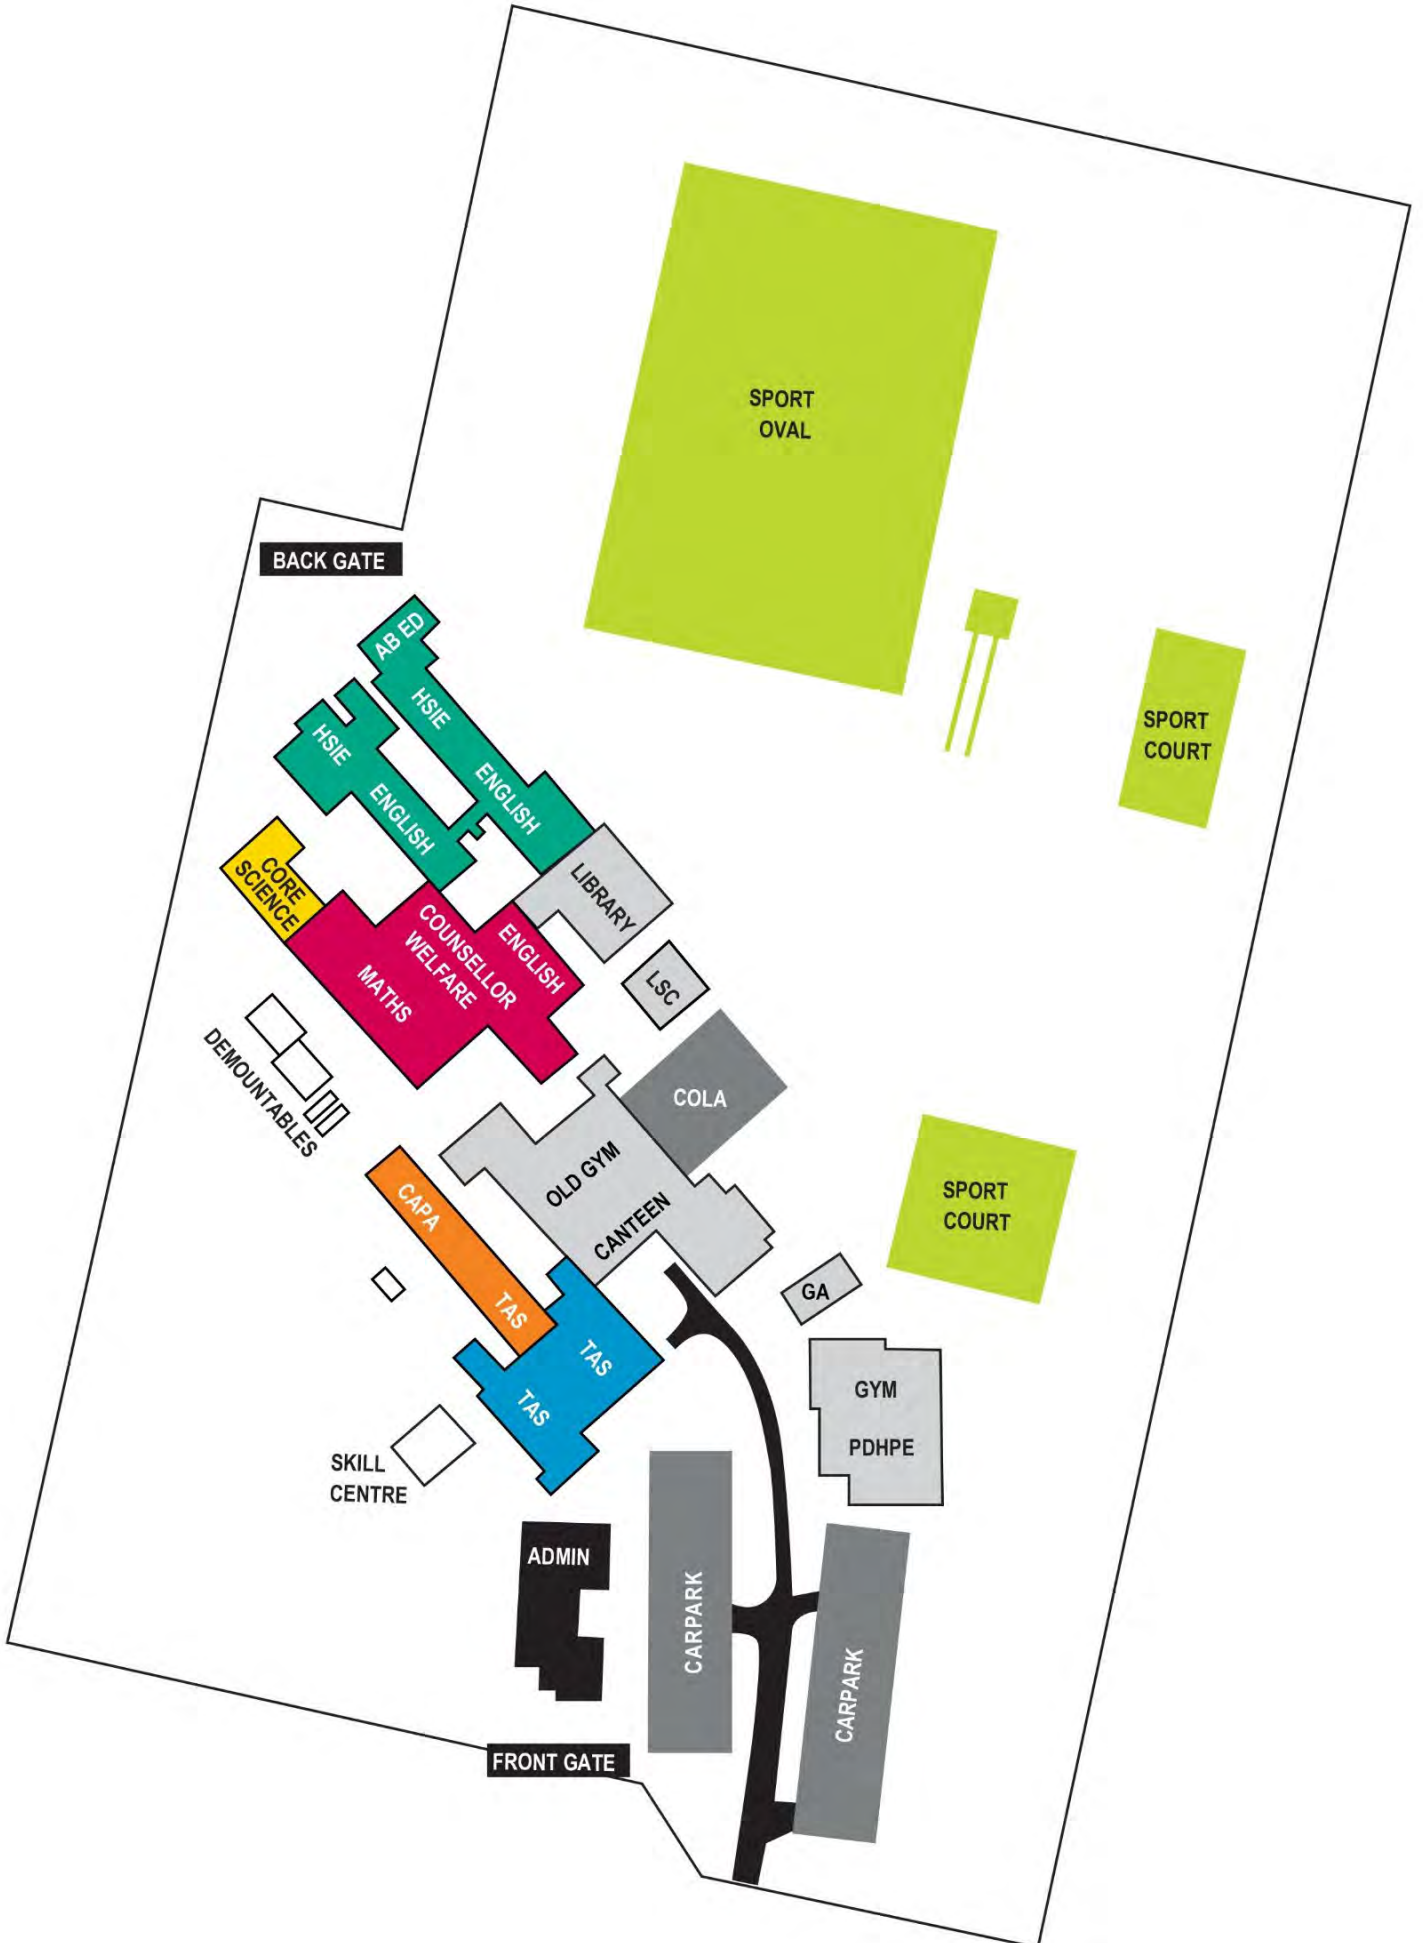 SPORT
OVAL
BACK GATE
AB ED
HSIE
ENGLISH
HSIE
ENGLISH
SPORT
COURT
LIBRARY
CORE
SCIENCE
COUNSELLOR
WELFARE
ENGLISH
MATHS
LSC
DEMOUNTABLES
COLA
OLD GYM
CANTEEN
CAPA
TAS
SPORT
COURT
GA
TAS
TAS
GYM
PDHPE
SKILL
CENTRE
ADMIN
CARPARK
CARPARK
FRONT GATE